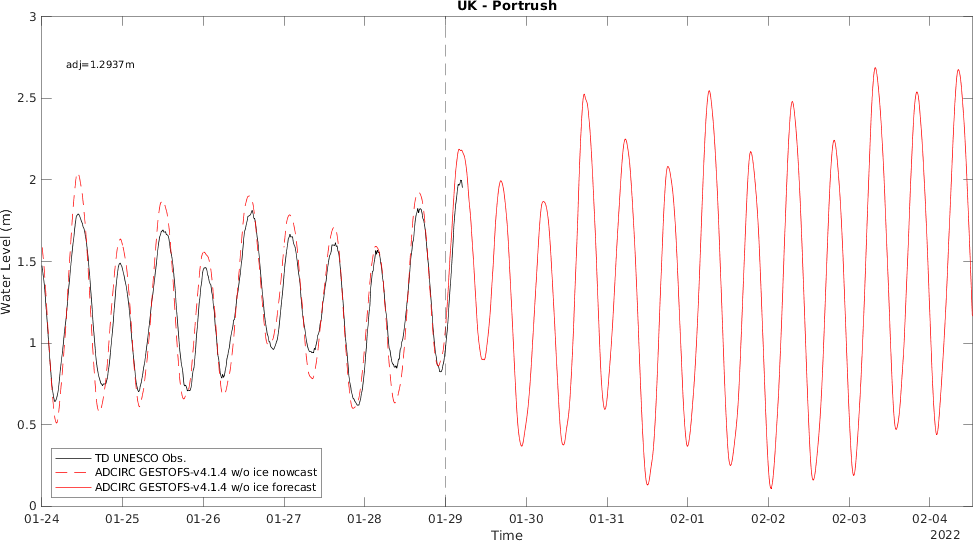 UK - Portrush
adj=1.2937m
Water Level (m)
3
2.5
2
1.5
1
0.5
0
TD UNESCO Obs.
ADCIRC GESTOFS-v4.1.4 w/o ice nowcast
ADCIRC GESTOFS-v4.1.4 w/o ice forecast
01-24 01-25 01-26 01-27 01-28 01-29 01-30 01-31 02-01 02-02 02-03 02-04
Time
2022